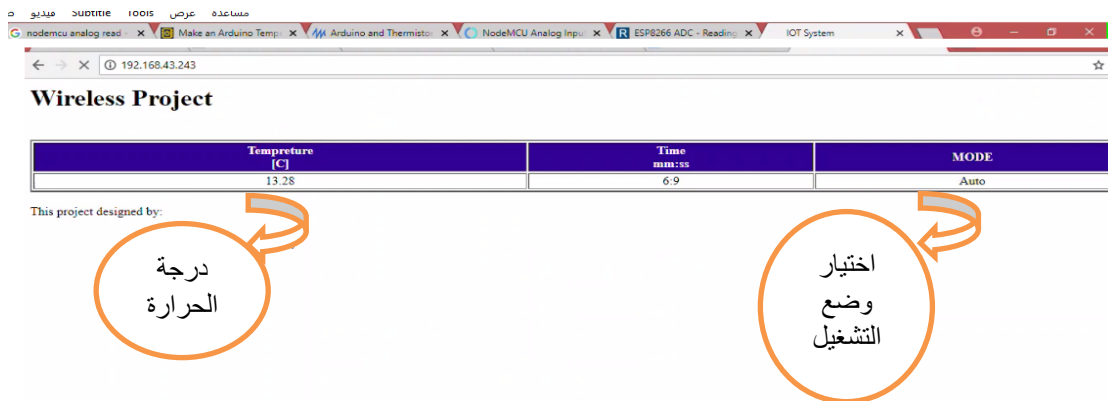 مساعدة عرض Tools Subtitle فيديو
nodemcu analog read - Make an Arduino Temp Arduino and Thermisto NodeMCU Analog Inpu ESP8266 ADC - Reading IOT System
192.168.43.243
Wireless Project
Tempreture Time MODE
[C] mm:ss
13.28 6:9 Auto
This project designed by:
درجة
الحرارة
اختيار
وضع
التشغيل